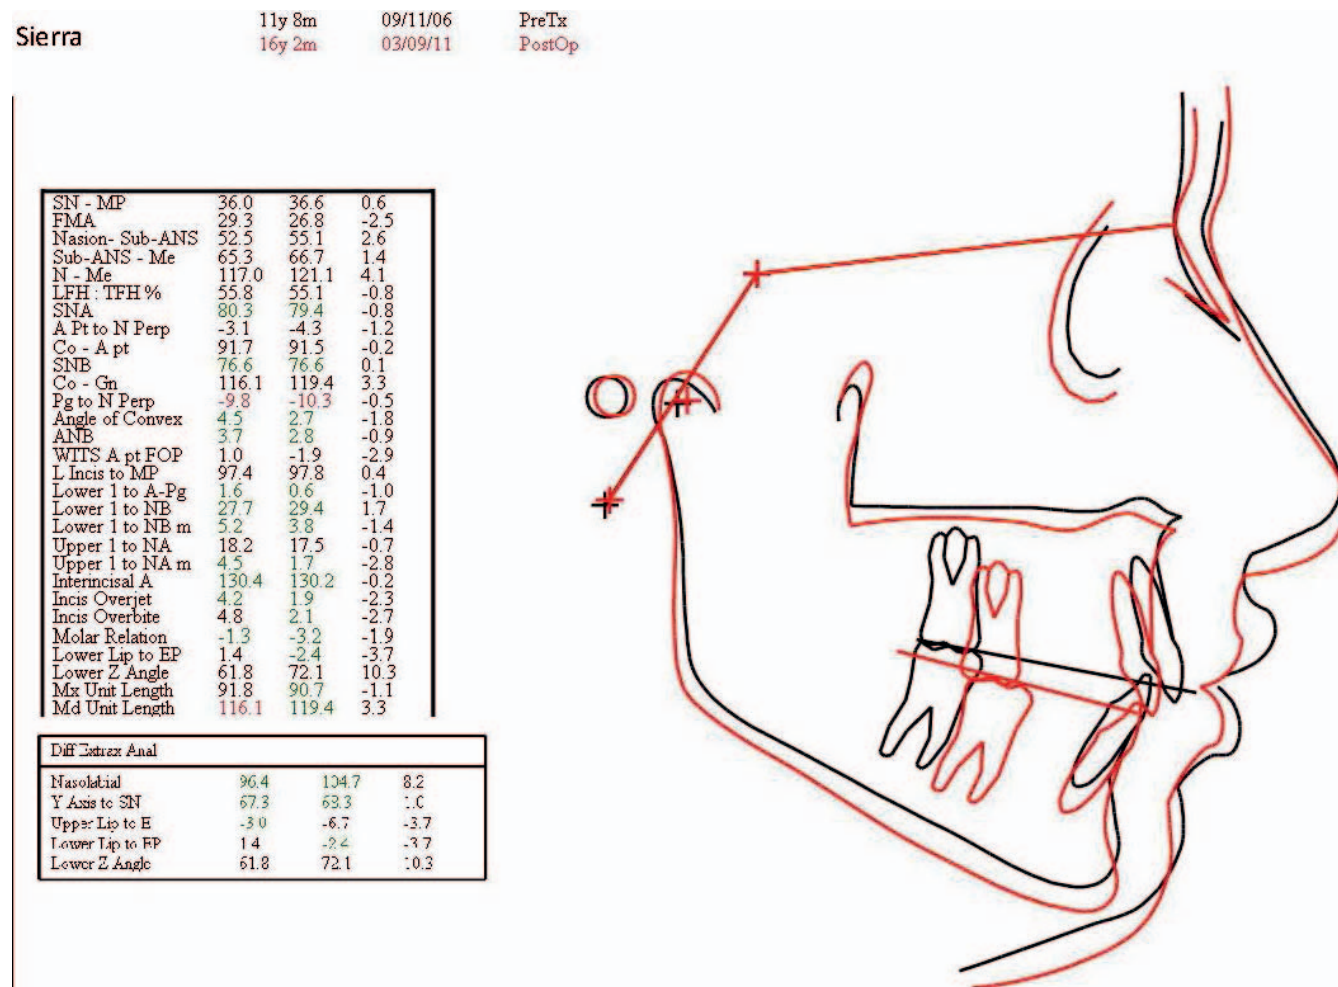 Sierra
11y 8m 09/11/06 PreTx
16y 2m 03/09/11 PostOp
SN - MP 36.0 36.6 0.6
FMA 29.3 26.8 -2.5
Nasion- Sub-ANS 52.5 55.1 2.6
Sub-ANS - Me 65.3 66.7 1.4
N - Me 117.0 121.1 4.1
LFH : TFH % 55.8 55.1 -0.8
SNA 80.3 79.4 -0.8
A Pt to N Perp -3.1 -4.3 -1.2
Co - A pt 91.7 91.5 -0.2
SNB 76.6 76.6 0.1
Co - Gn 116.1 119.4 3.3
Pg to N Perp -9.8 -10.3 -0.5
Angle of Convex 4.5 2.7 -1.8
ANB 3.7 2.8 -0.9
WITS A pt FOP 1.0 -1.9 -2.9
L Incis to MP 97.4 97.8 0.4
Lower 1 to A-Pg 1.6 0.6 -1.0
Lower 1 to NB 27.7 29.4 1.7
Lower 1 to NB m 5.2 3.8 -1.4
Upper 1 to NA 18.2 17.5 -0.7
Upper 1 to NA m 4.5 1.7 -2.8
Interincisal A 130.4 130.2 -0.2
Incis Overjet 4.2 1.9 -2.3
Incis Overbite 4.8 2.1 -2.7
Molar Relation -1.3 -3.2 -1.9
Lower Lip to EP 1.4 -2.4 -3.7
Lower Z Angle 61.8 72.1 10.3
Mx Unit Length 91.8 90.7 -1.1
Md Unit Length 116.1 119.4 3.3
Diff Extrax Anal
Nasolabial 96.4 104.7 8.2
Y Axis to SN 67.3 68.3 1.0
Upper Lip to E -3.0 -6.7 -3.7
Lower Lip to EP 1.4 -2.4 -3.7
Lower Z Angle 61.8 72.1 10.3